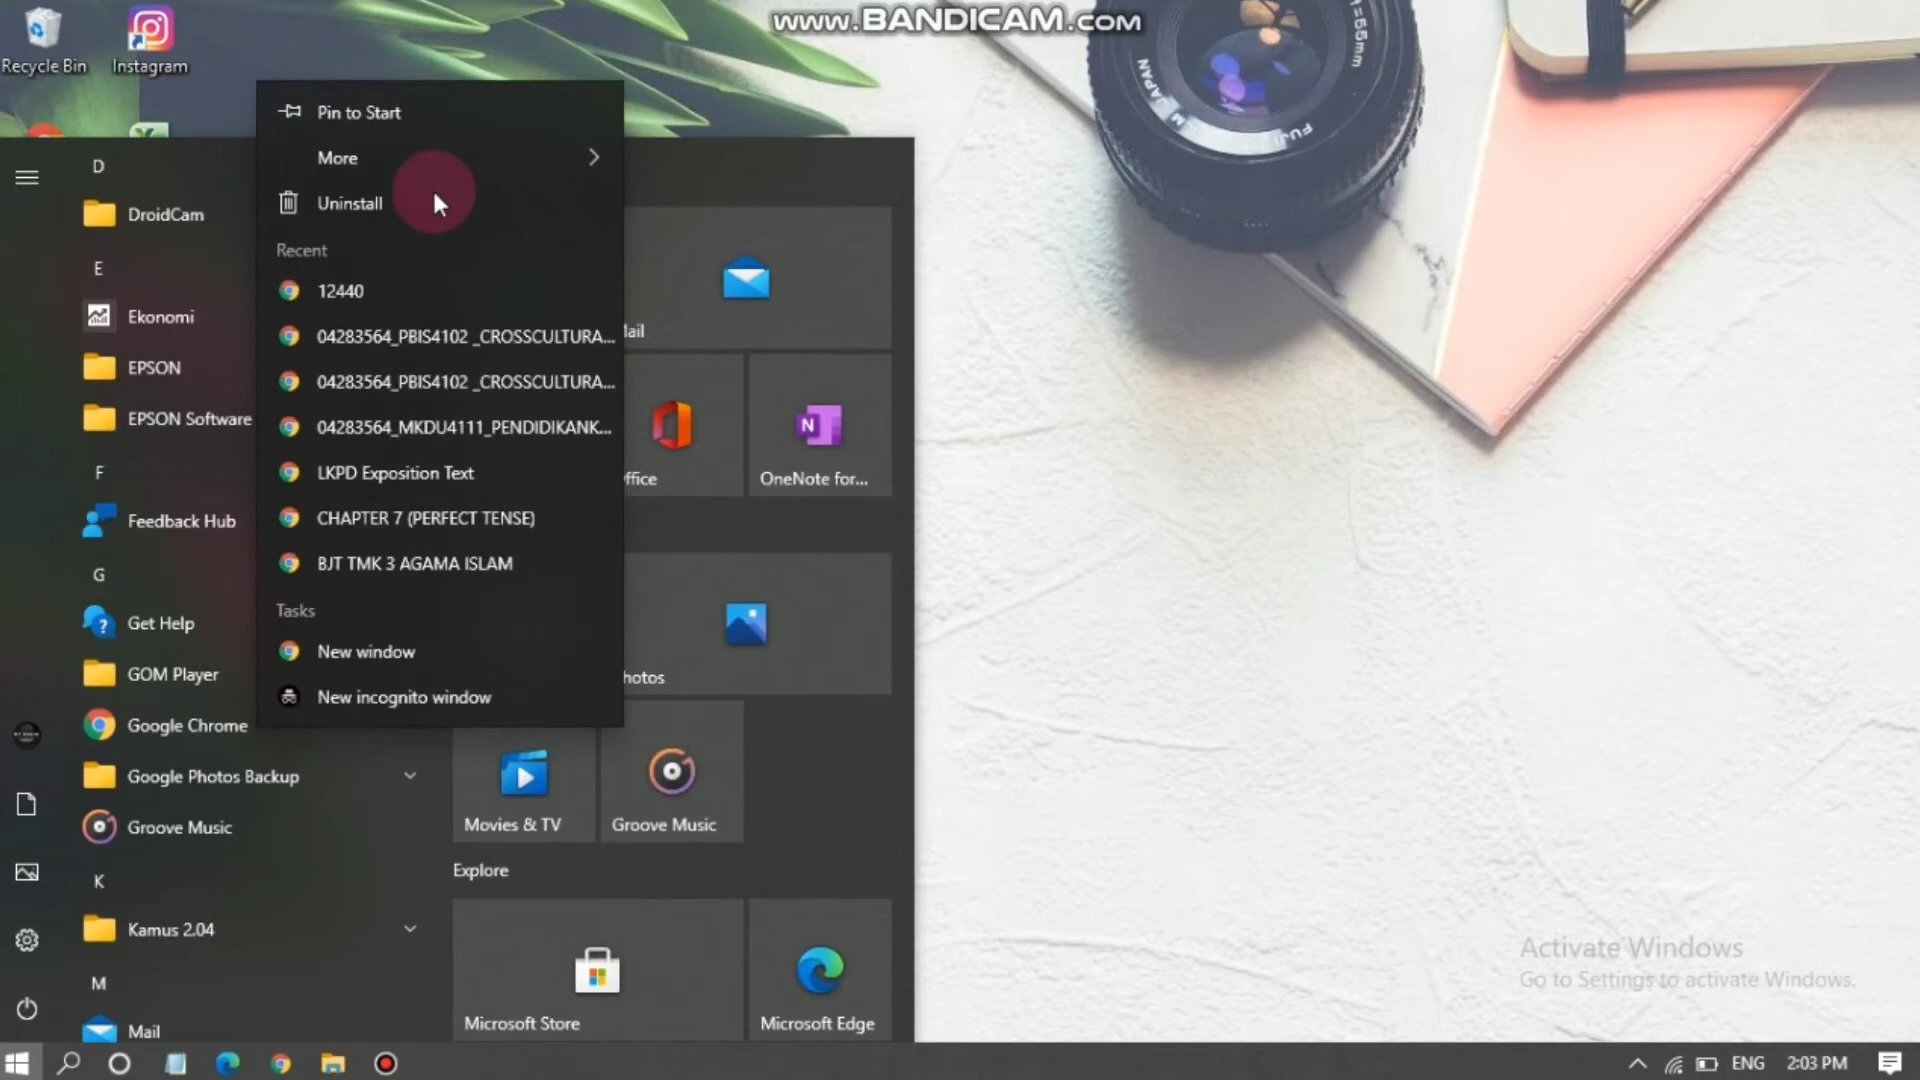 www.BANDICAM.com
Recycle Bin
Instagram
JAPAN
FUJI
=55mm
Pin to Start
More
Uninstall
Recent
12440
04283564_PBIS4102 _CROSSCULTURA...
04283564_PBIS4102 _CROSSCULTURA...
04283564_MKDU4111_PENDIDIKANK...
LKPD Exposition Text
CHAPTER 7 (PERFECT TENSE)
BJT TMK 3 AGAMA ISLAM
Tasks
New window
New incognito window
D
DroidCam
E
Ekonomi
EPSON
EPSON Software
F
Feedback Hub
G
Get Help
GOM Player
Google Chrome
Google Photos Backup
Groove Music
K
Kamus 2.04
M
Mail
ail
ffice
OneNote for...
hotos
Movies & TV
Groove Music
Explore
Microsoft Store
Microsoft Edge
Activate Windows
Go to Settings to activate Windows.
ENG
2:03 PM